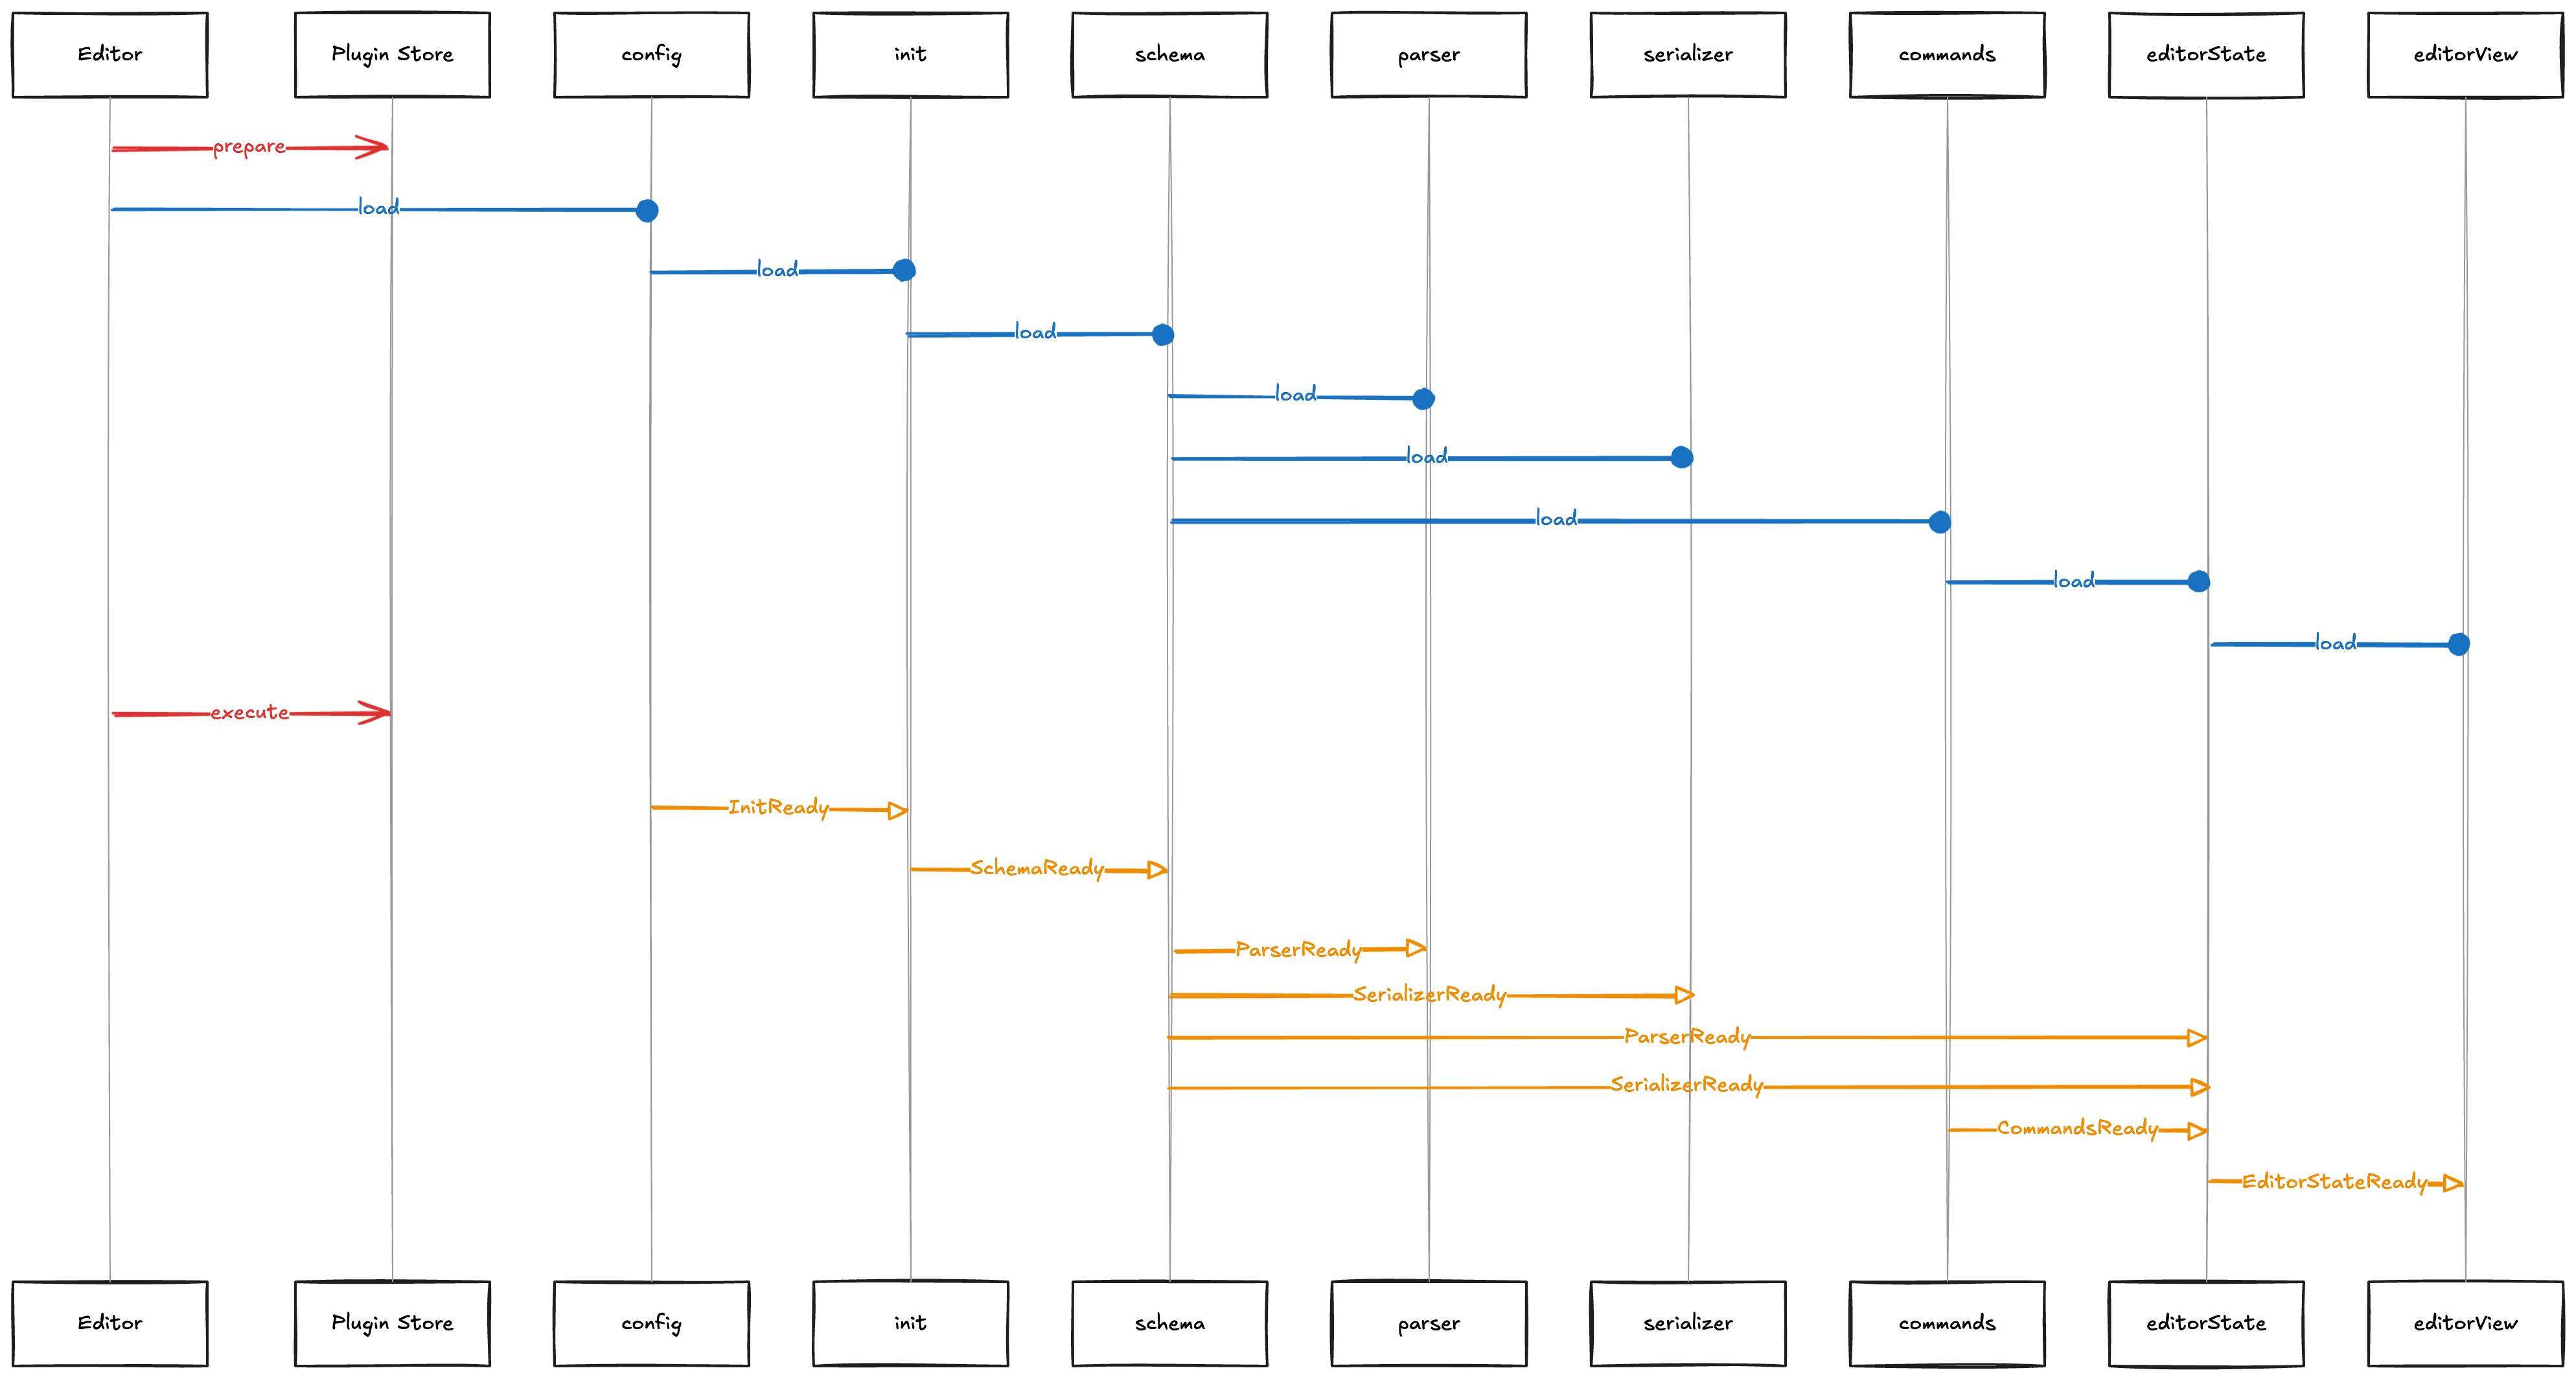 Editor
Plugin Store
config
init
schema
parser
serializer
commands
editorState
editorView
prepare
load
load
load
load
load
load
load
load
execute
InitReady
SchemaReady
ParserReady
SerializerReady
ParserReady
SerializerReady
CommandsReady
EditorStateReady
Editor
Plugin Store
config
init
schema
parser
serializer
commands
editorState
editorView